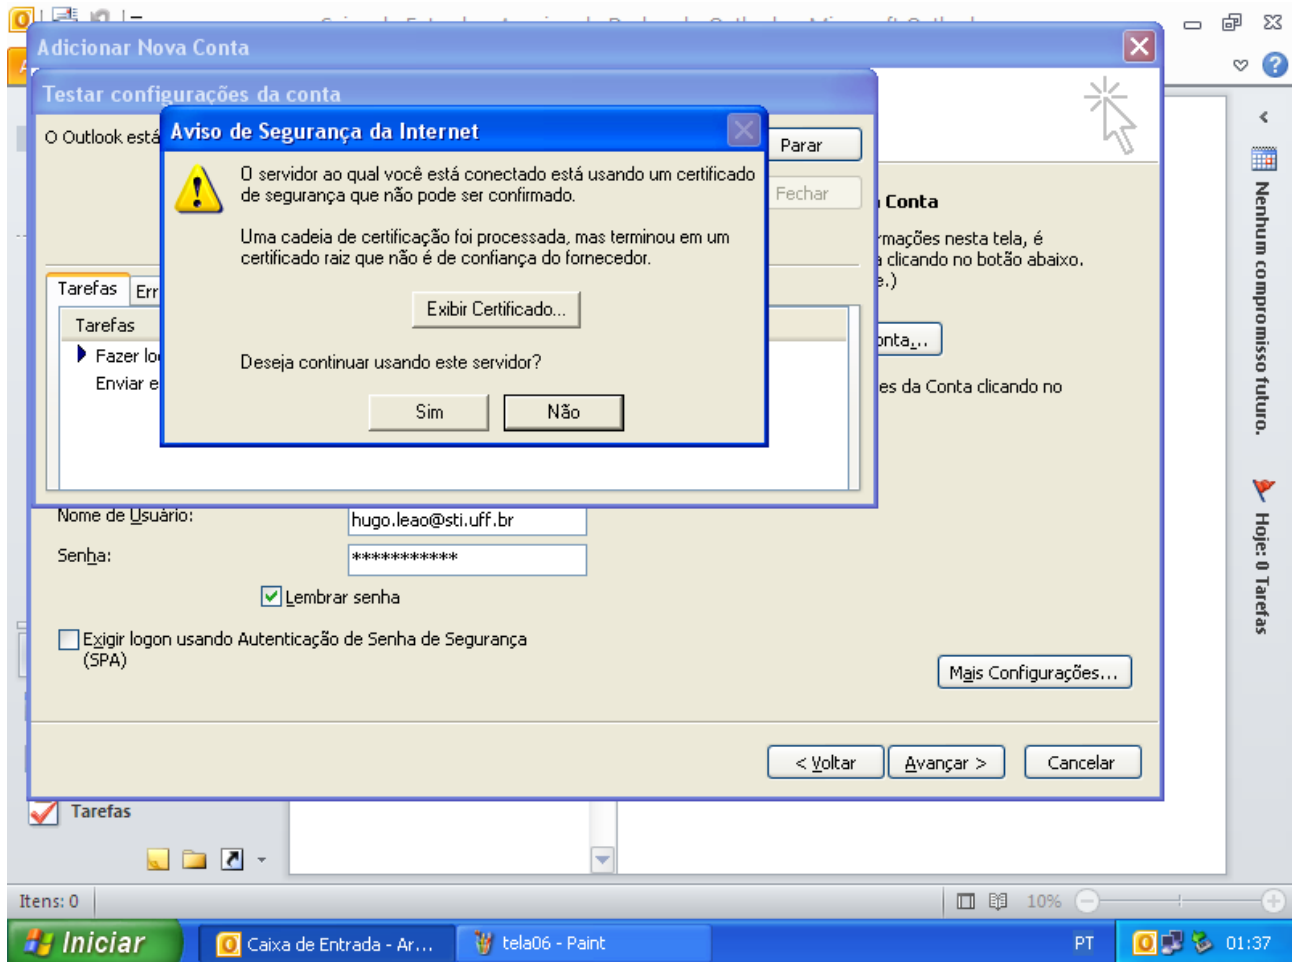 Adicionar Nova Conta
Testar configurações da conta
O Outlook está
Aviso de Segurança da Internet
O servidor ao qual você está conectado está usando um certificado
de segurança que não pode ser confirmado.
Uma cadeia de certificação foi processada, mas terminou em um
certificado raiz que não é de confiança do fornecedor.
Exibir Certificado...
Deseja continuar usando este servidor?
Sim
Não
Parar
Fechar
Conta
rmações nesta tela, é
clicando no botão abaixo.
e.)
onta...
es da Conta clicando no
Tarefas
Err
Tarefas
Fazer lo
Enviar e
Nome de Usuário:
hugo.leao@sti.uff.br
Senha:
***********
Lembrar senha
Exigir logon usando Autenticação de Senha de Segurança
(SPA)
Mais Configurações...
< Voltar
Avançar >
Cancelar
Nenhum compromisso futuro.
Hoje: 0 Tarefas
Tarefas
Itens: 0
10%
Iniciar
Caixa de Entrada - Ar...
tela06 - Paint
PT
01:37